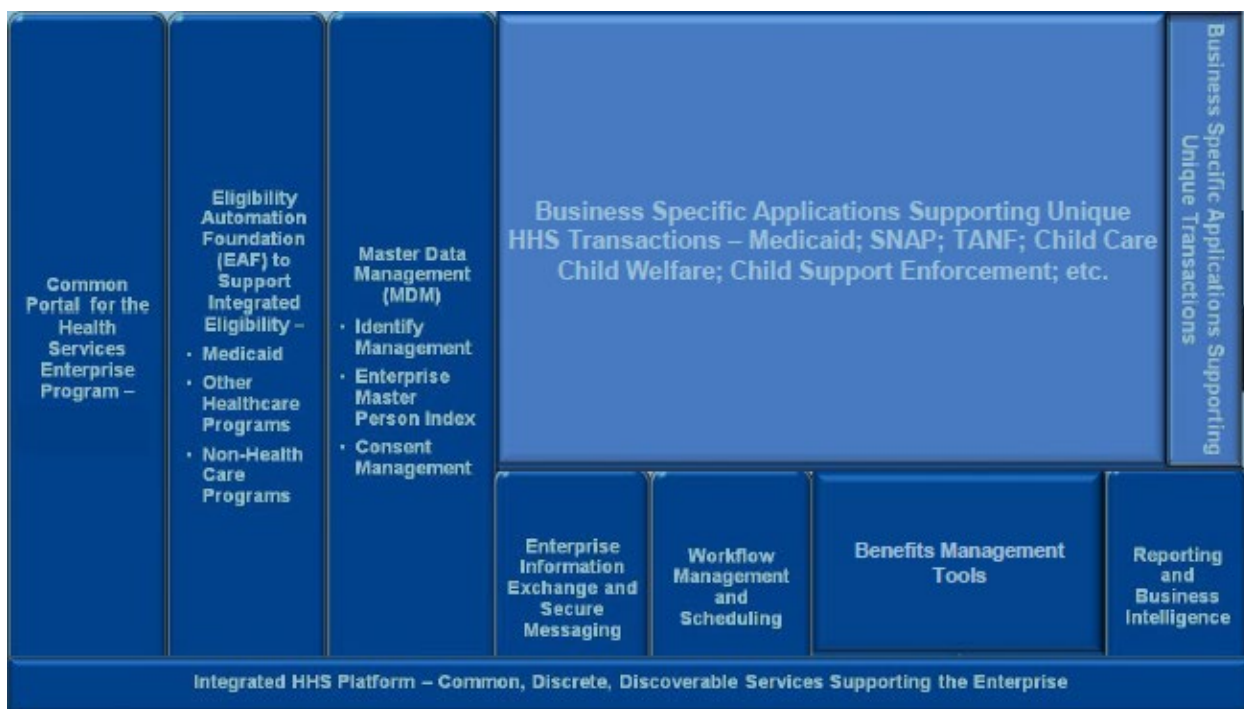 Common
Portal for the
Health
Services
Enterprise
Program –
Eligibility
Automation
Foundation
(EAF) to
Support
Integrated
Eligibility –
• Medicaid
• Other
Healthcare
Programs
• Non-Health
Care
Programs
Master Data
Management
(MDM)
• Identify
Management
• Enterprise
Master
Person Index
• Consent
Management
Business Specific Applications Supporting Unique
HHS Transactions – Medicaid; SNAP; TANF; Child Care
Child Welfare; Child Support Enforcement; etc.
Business Specific Applications Supporting
Unique Transactions
Enterprise
Information
Exchange and
Secure
Messaging
Workflow
Management
and
Scheduling
Benefits Management
Tools
Reporting
and
Business
Intelligence
Integrated HHS Platform – Common, Discrete, Discoverable Services Supporting the Enterprise